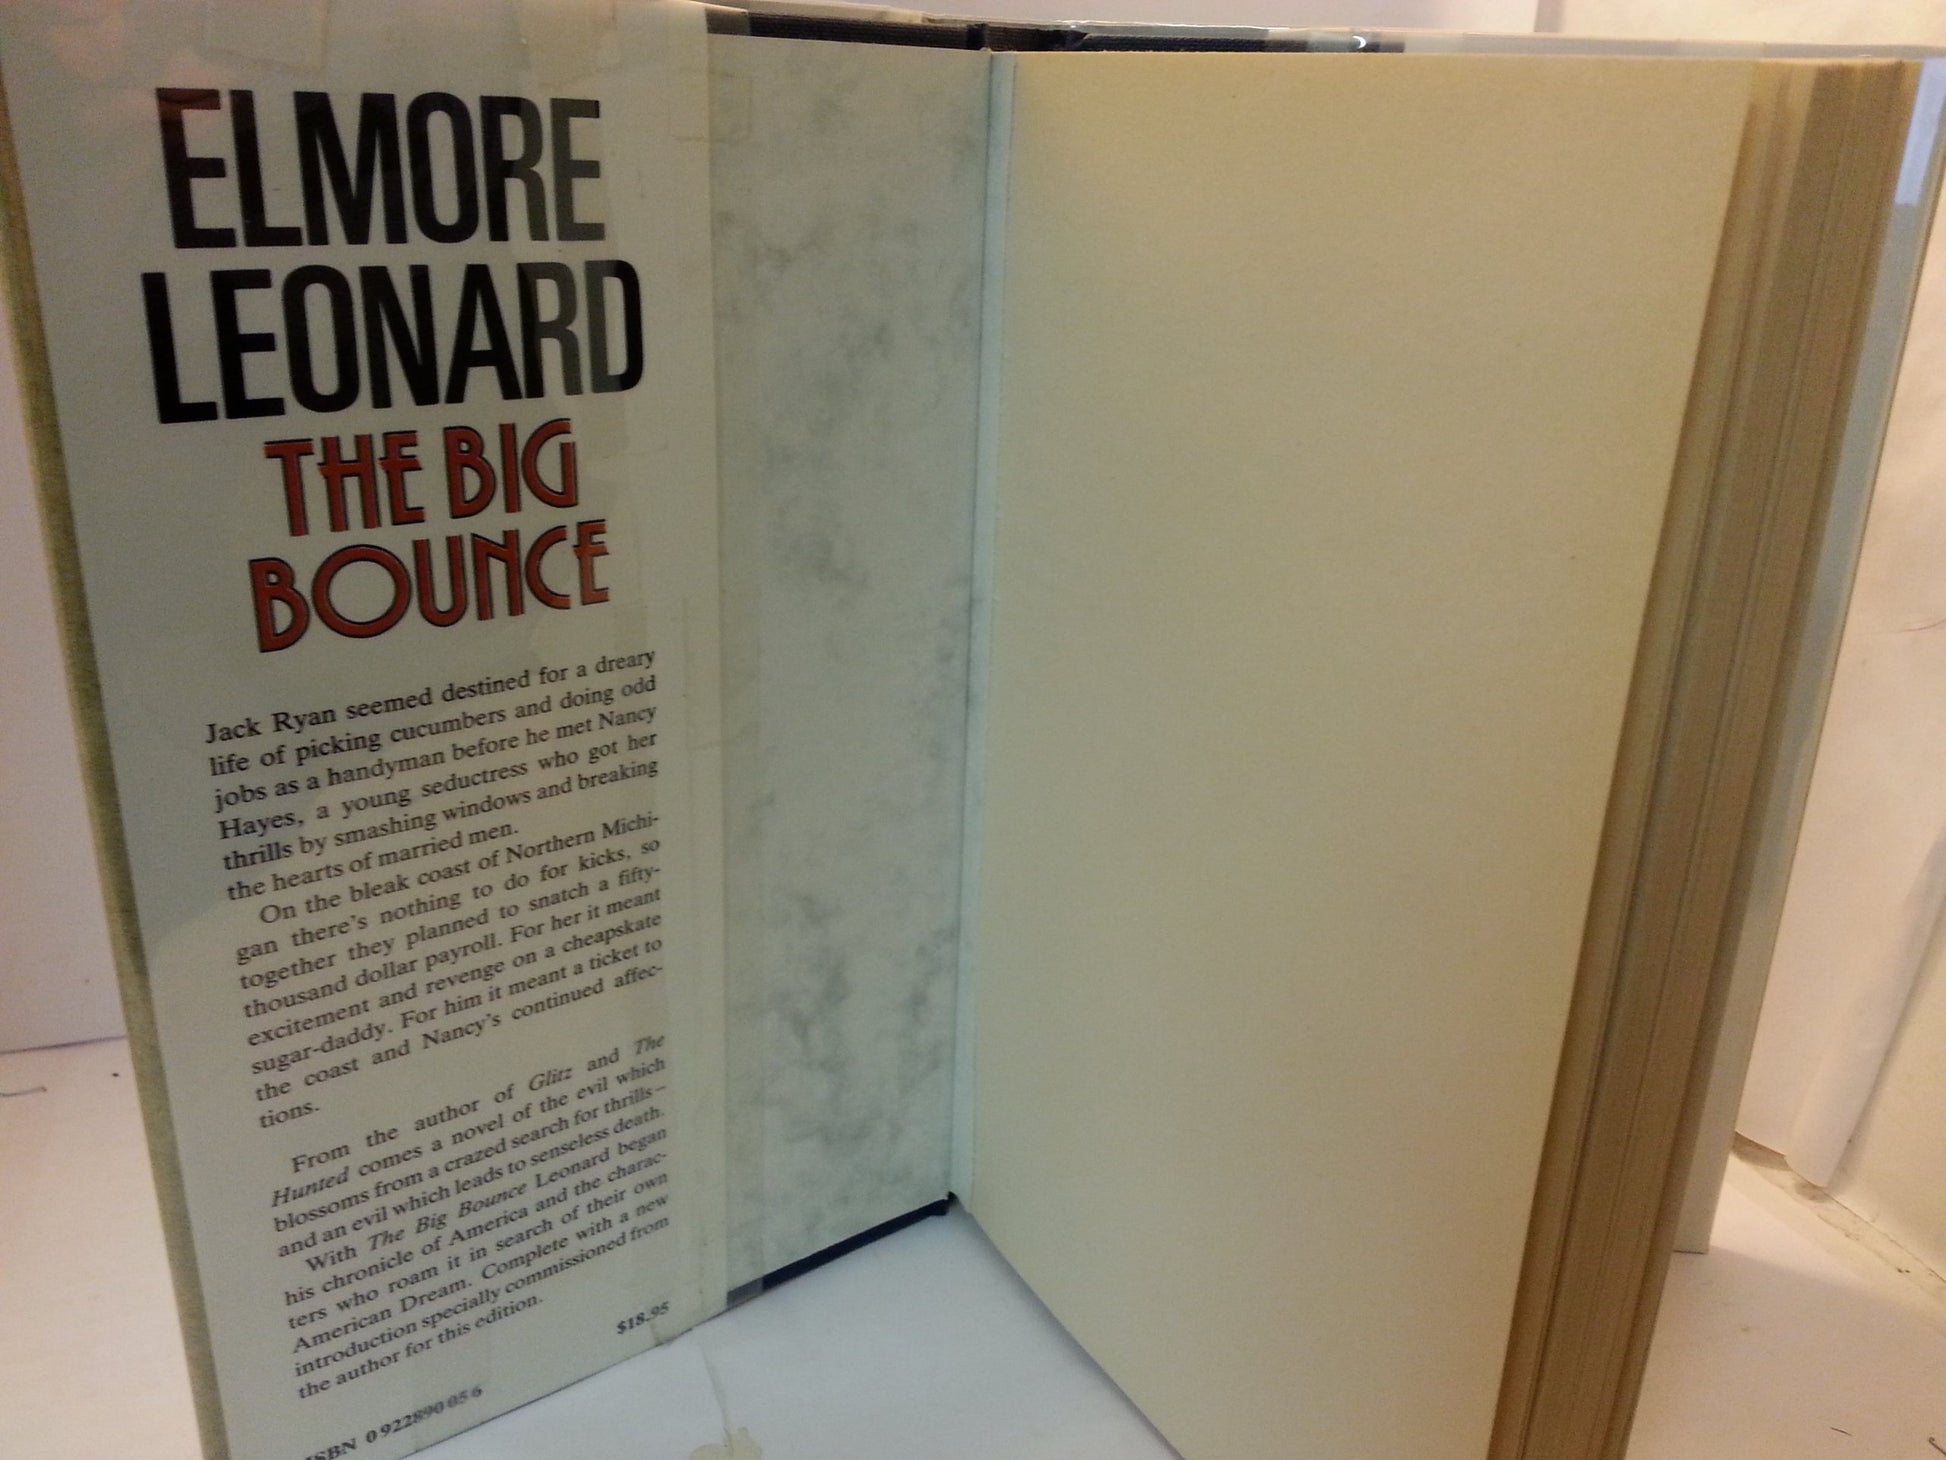 ELMORE
LEONARD
THE BIG
BOUNCE
Jack Ryan seemed destined for a dreary
life of picking cucumbers and doing odd
jobs as a handyman before he met Nancy
Hayes, a young seductress who got her
thrills by smashing windows and breaking
the hearts of married men.
On the bleak coast of Northern Michi-
gan there's nothing to do for kicks, so
together they planned to snatch a fifty-
thousand dollar payroll. For her it meant
excitement and revenge on a cheapskate
sugar-daddy. For him it meant a ticket to
the coast and Nancy's continued affec-
tions.
From the author of Glitz and The
Hunted comes a novel of the evil which
blossoms from a crazed search for thrills–
and an evil which leads to senseless death.
With The Big Bounce Leonard began
his chronicle of America and the charac-
ters who roam it in search of their own
American Dream. Complete with a new
introduction specially commissioned from
the author for this edition.
$18.95
ISBN 0 922890 05 6